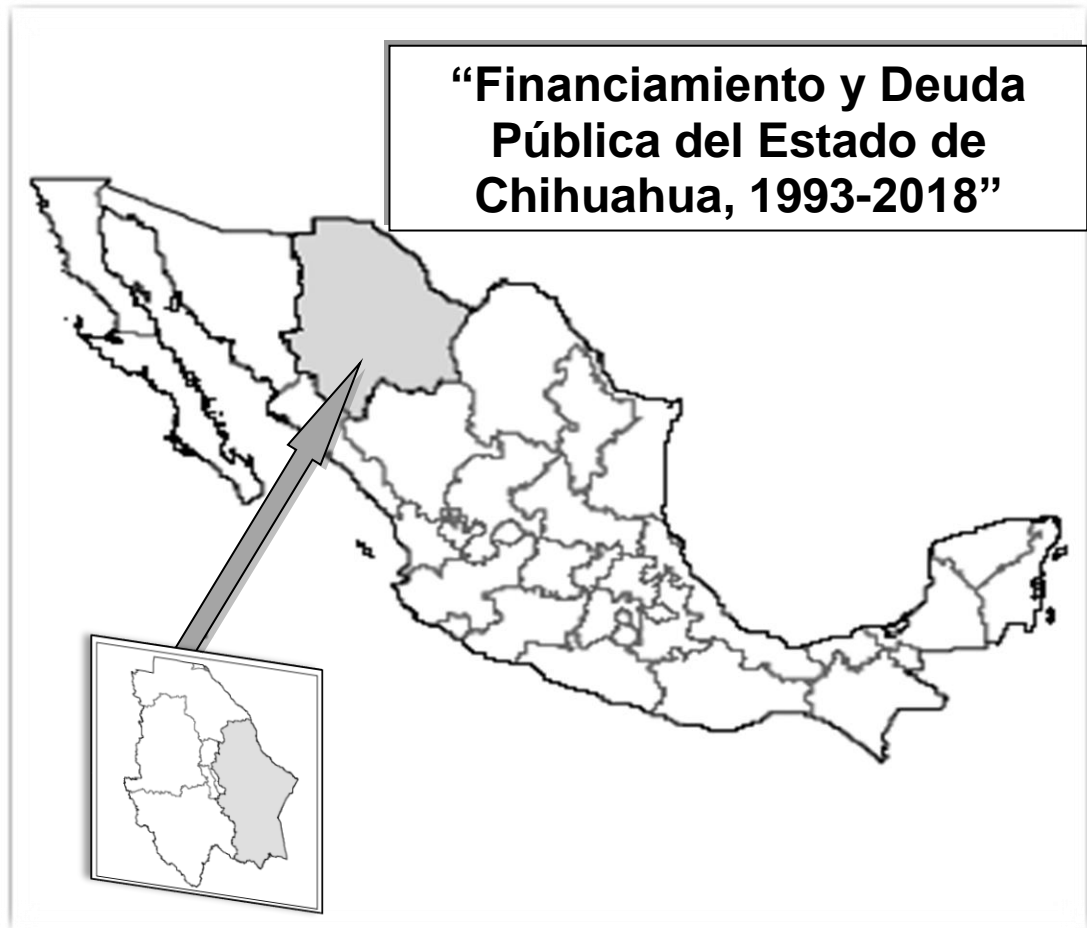 “Financiamiento y Deuda
Pública del Estado de
Chihuahua, 1993-2018”